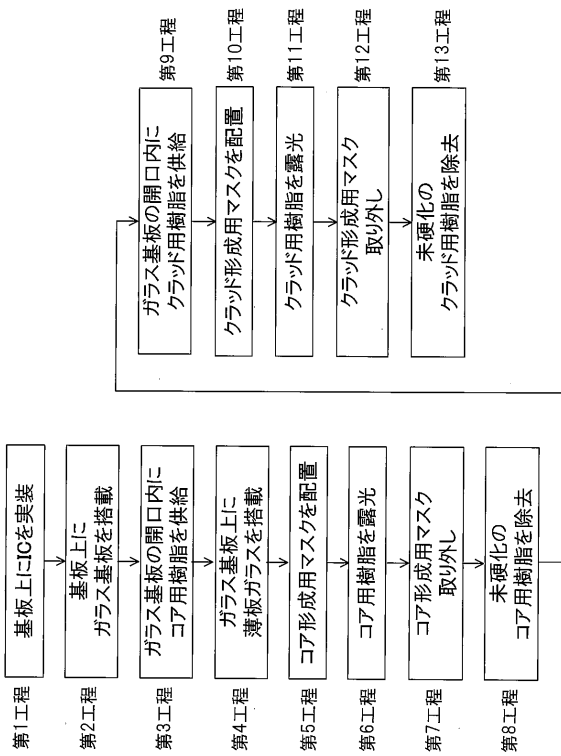 第1工程
基板上にICを実装
第2工程
基板上に
ガラス基板を搭載
第3工程
ガラス基板の開口内に
コア用樹脂を供給
第4工程
ガラス基板上に
薄板ガラスを搭載
第5工程
コア形成用マスクを配置
第6工程
コア用樹脂を露光
第7工程
コア形成用マスク
取り外し
第8工程
未硬化の
コア用樹脂を除去
ガラス基板の開口内に
クラッド用樹脂を供給
第9工程
クラッド形成用マスクを配置
第10工程
クラッド用樹脂を露光
第11工程
クラッド形成用マスク
取り外し
第12工程
未硬化の
クラッド用樹脂を除去
第13工程